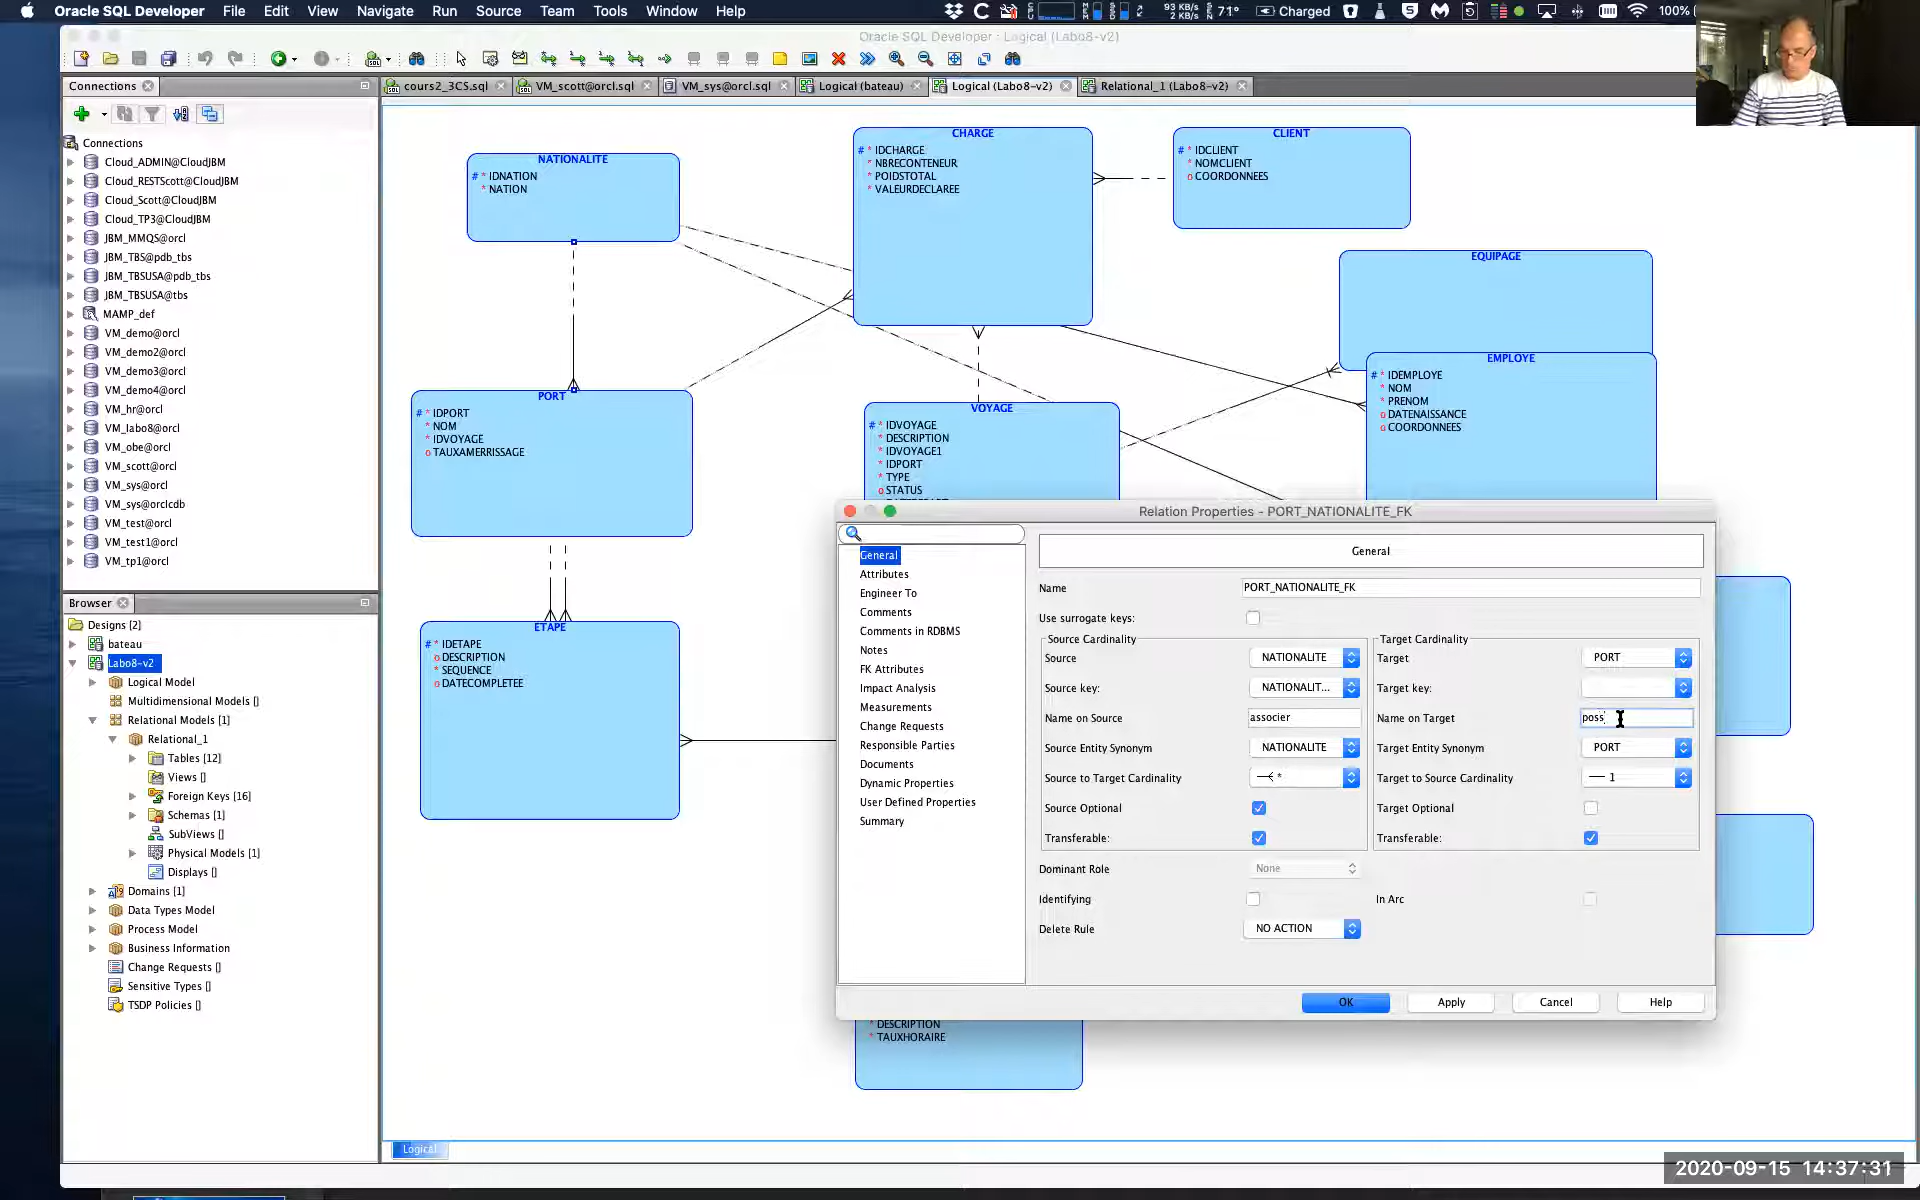 Oracle SQL Developer File Edit View Navigate Run Source Team Tools Window Help
93 KB/s
2 KB/s
71° Charged 100%
Oracle SQL Developer : Logical (Labo8-v2)
Connections
cours2_3CS.sql VM_scott@orcl.sql VM_sys@orcl.sql Logical (bateau) Logical (Labo8-v2) Relational_1 (Labo8-v2)
Connections
Cloud_ADMIN@CloudJBM
Cloud_RESTScott@CloudJBM
Cloud_Scott@CloudJBM
Cloud_TP3@CloudJBM
JBM_MMQS@orcl
JBM_TBS@pdb_tbs
JBM_TBSUSA@pdb_tbs
JBM_TBSUSA@tbs
MAMP_def
VM_demo@orcl
VM_demo2@orcl
VM_demo3@orcl
VM_demo4@orcl
VM_hr@orcl
VM_labo8@orcl
VM_obe@orcl
VM_scott@orcl
VM_sys@orcl
VM_sys@orclcdb
VM_test@orcl
VM_test1@orcl
VM_tp1@orcl
Browser
Designs [2]
bateau
Labo8-v2
Logical Model
Multidimensional Models []
Relational Models [1]
Relational_1
Tables [12]
Views []
Foreign Keys [16]
Schemas [1]
SubViews []
Physical Models [1]
Displays []
Domains [1]
Data Types Model
Process Model
Business Information
Change Requests []
Sensitive Types []
TSDP Policies []
NATIONALITE
# * IDNATION
* NATION
CHARGE
# * IDCHARGE
* NBRECONTENEUR
* POIDSTOTAL
* VALEURDECLAREE
CLIENT
# * IDCLIENT
* NOMCLIENT
o COORDONNEES
EQUIPAGE
EMPLOYE
# * IDEMPLOYE
* NOM
* PRENOM
o DATENAISSANCE
o COORDONNEES
PORT
# * IDPORT
* NOM
* IDVOYAGE
o TAUXAMERRISSAGE
VOYAGE
# * IDVOYAGE
* DESCRIPTION
* IDVOYAGE1
* IDPORT
* TYPE
o STATUS
ETAPE
# * IDETAPE
o DESCRIPTION
* SEQUENCE
o DATECOMPLETEE
* DESCRIPTION
* TAUXHORAIRE
Relation Properties - PORT_NATIONALITE_FK
General
Attributes
Engineer To
Comments
Comments in RDBMS
Notes
FK Attributes
Impact Analysis
Measurements
Change Requests
Responsible Parties
Documents
Dynamic Properties
User Defined Properties
Summary
General
Name PORT_NATIONALITE_FK
Use surrogate keys:
Source Cardinality Target Cardinality
Source NATIONALITE Target PORT
Source key: NATIONALIT... Target key:
Name on Source associer Name on Target poss
Source Entity Synonym NATIONALITE Target Entity Synonym PORT
Source to Target Cardinality * Target to Source Cardinality 1
Source Optional Target Optional
Transferable: Transferable:
Dominant Role None
Identifying In Arc
Delete Rule NO ACTION
OK Apply Cancel Help
Logical
2020-09-15 14:37:31